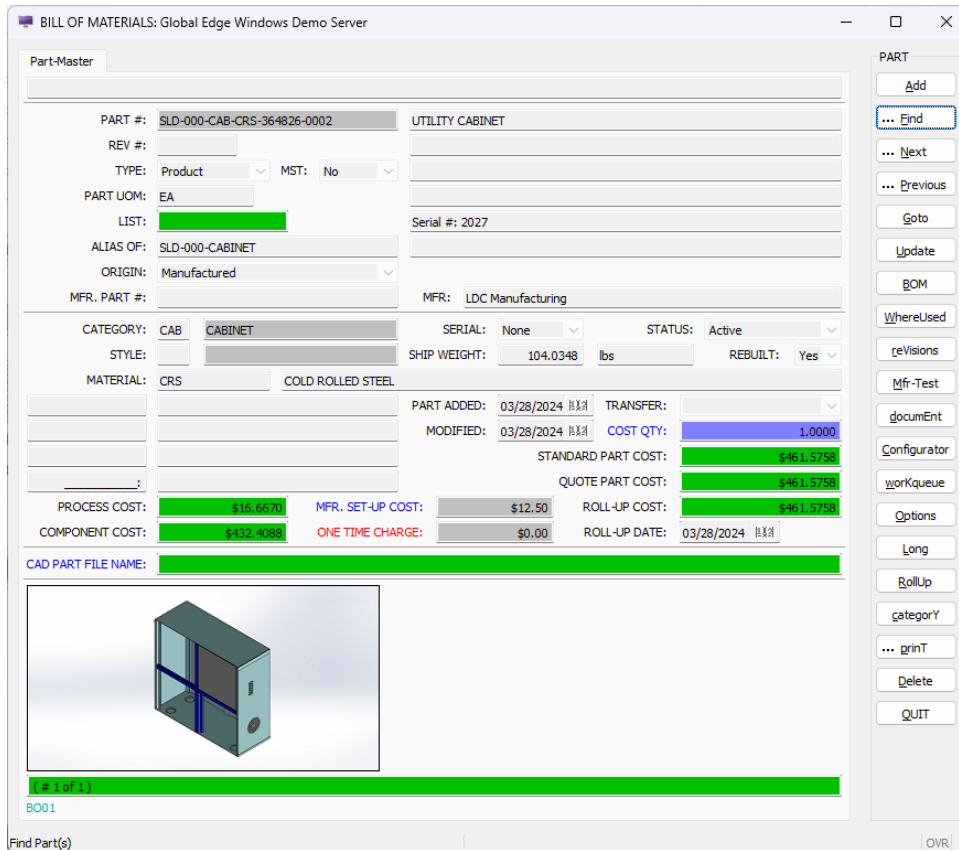 BILL OF MATERIALS: Global Edge Windows Demo Server
Part-Master
PART #: SLD-000-CAB-CRS-364826-0002 UTILITY CABINET
REV #:
TYPE: Product MST: No
PART UOM: EA
LIST: Serial #: 2027
ALIAS OF: SLD-000-CABINET
ORIGIN: Manufactured
MFR. PART #: MFR: LDC Manufacturing
CATEGORY: CAB CABINET SERIAL: None STATUS: Active
STYLE: SHIP WEIGHT: 104.0348 lbs REBUILT: Yes
MATERIAL: CRS COLD ROLLED STEEL
PART ADDED: 03/28/2024 TRANSFER:
MODIFIED: 03/28/2024 COST QTY: 1.0000
STANDARD PART COST: $461.5758
__________: QUOTE PART COST: $461.5758
PROCESS COST: $16.6670 MFR. SET-UP COST: $12.50 ROLL-UP COST: $461.5758
COMPONENT COST: $432.4088 ONE TIME CHARGE: $0.00 ROLL-UP DATE: 03/28/2024
CAD PART FILE NAME:
( # 1 of 1 )
BO01
Find Part(s)
OVR
PART
Add
... Find
... Next
... Previous
Goto
Update
BOM
WhereUsed
reVisions
Mfr-Test
documEnt
Configurator
worKqueue
Options
Long
RollUp
categorY
... prinT
Delete
QUIT